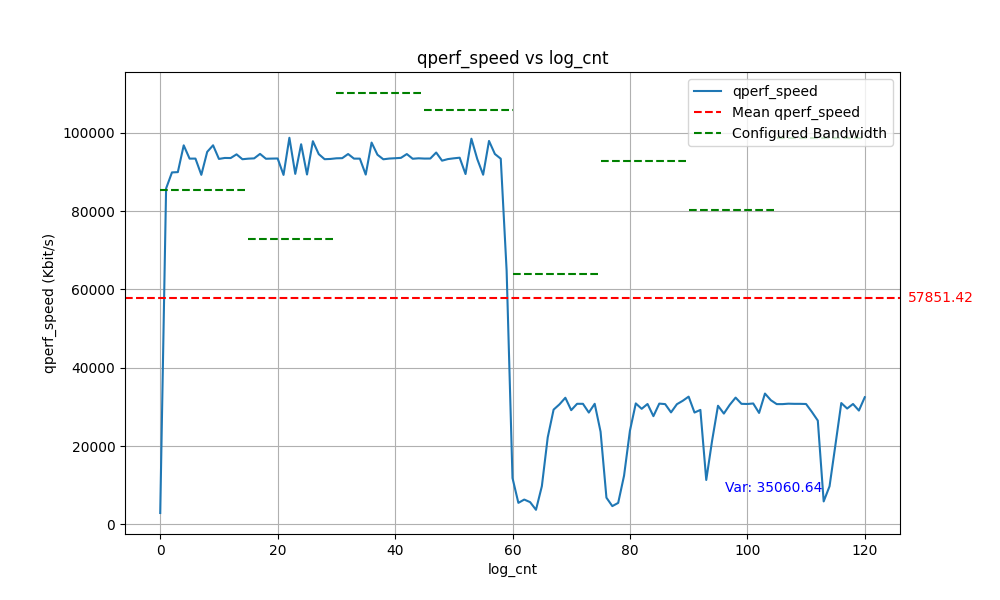 qperf_speed vs log_cnt
qperf_speed
Mean qperf_speed
Configured Bandwidth
qperf_speed (Kbit/s)
100000
80000
60000
40000
20000
0
57851.42
Var: 35060.64
0 20 40 60 80 100 120
log_cnt